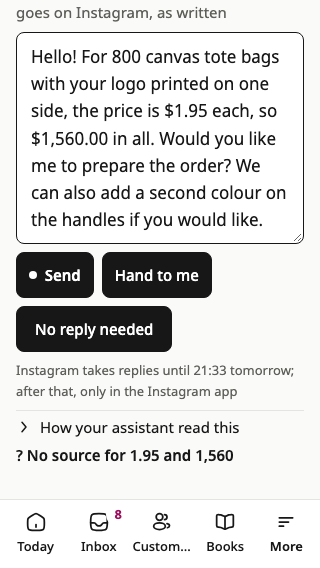 goes on Instagram, as written
Hello! For 800 canvas tote bags
with your logo printed on one
side, the price is $1.95 each, so
$1,560.00 in all. Would you like
me to prepare the order? We
can also add a second colour on
the handles if you would like.
Send
Hand to me
No reply needed
Instagram takes replies until 21:33 tomorrow;
after that, only in the Instagram app
How your assistant read this
? No source for 1.95 and 1,560
8
Today
Inbox
Custom...
Books
More